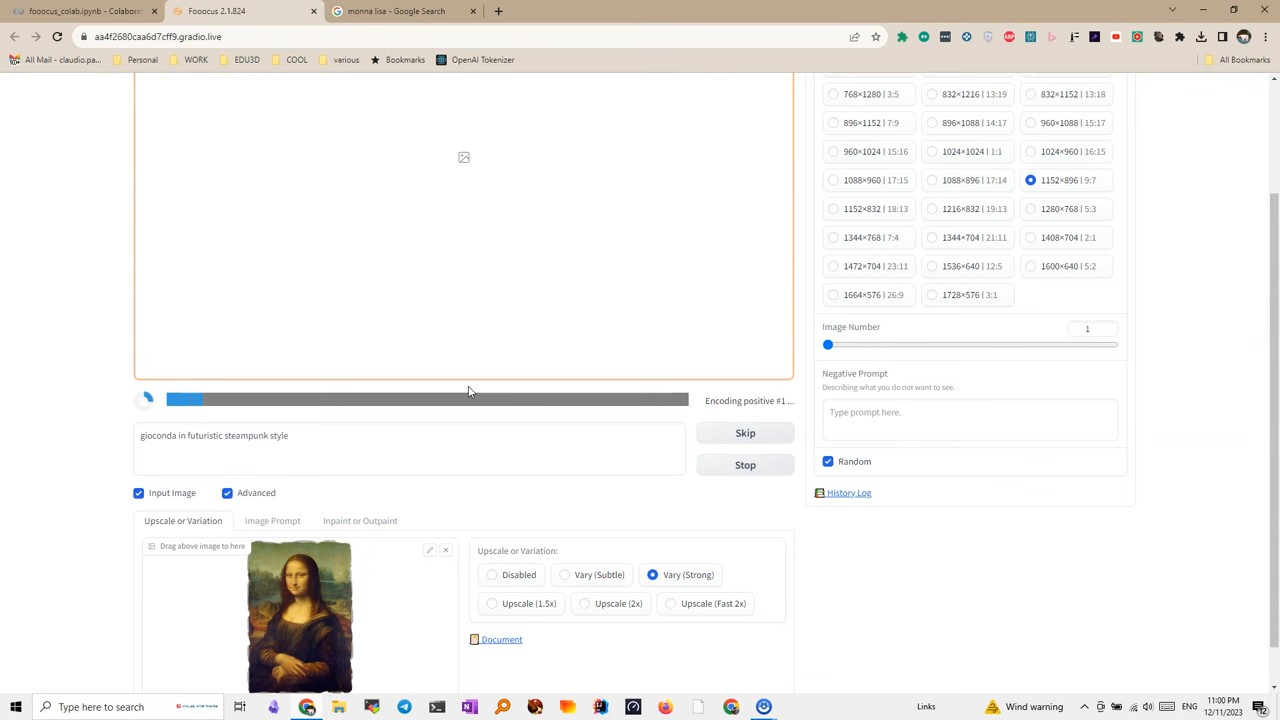 fooocus_colab.ipynb - Colabora
Fooocus 2.1.824
monna lisa - Google Search
aa4f2680caa6d7cff9.gradio.live
All Mail - claudio.pa...
Personal
WORK
EDU3D
COOL
various
Bookmarks
OpenAI Tokenizer
All Bookmarks
768×1280 | 3:5
832×1216 | 13:19
832×1152 | 13:18
896×1152 | 7:9
896×1088 | 14:17
960×1088 | 15:17
960×1024 | 15:16
1024×1024 | 1:1
1024×960 | 16:15
1088×960 | 17:15
1088×896 | 17:14
1152×896 | 9:7
1152×832 | 18:13
1216×832 | 19:13
1280×768 | 5:3
1344×768 | 7:4
1344×704 | 21:11
1408×704 | 2:1
1472×704 | 23:11
1536×640 | 12:5
1600×640 | 5:2
1664×576 | 26:9
1728×576 | 3:1
Image Number
1
Negative Prompt
Describing what you do not want to see.
Type prompt here.
Random
History Log
Encoding positive #1 ...
gioconda in futuristic steampunk style
Skip
Stop
Input Image
Advanced
Upscale or Variation
Image Prompt
Inpaint or Outpaint
Drag above image to here
Upscale or Variation:
Disabled
Vary (Subtle)
Vary (Strong)
Upscale (1.5x)
Upscale (2x)
Upscale (Fast 2x)
Document
Type here to search
Links
Wind warning
ENG
11:00 PM
12/11/2023